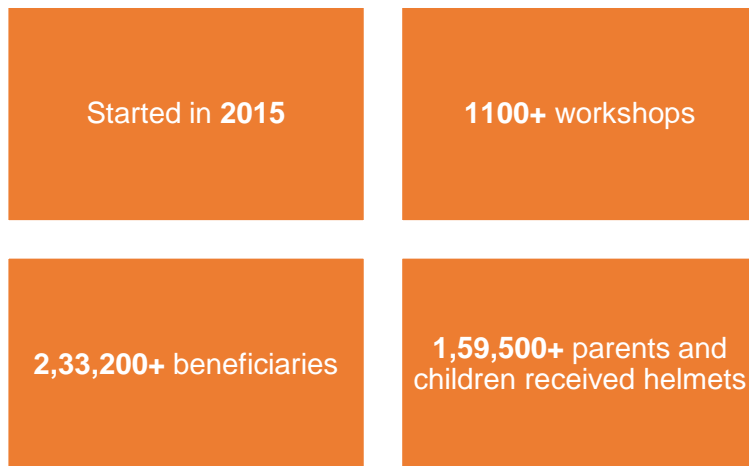 Started in 2015
1100+ workshops
2,33,200+ beneficiaries
1,59,500+ parents and
children received helmets